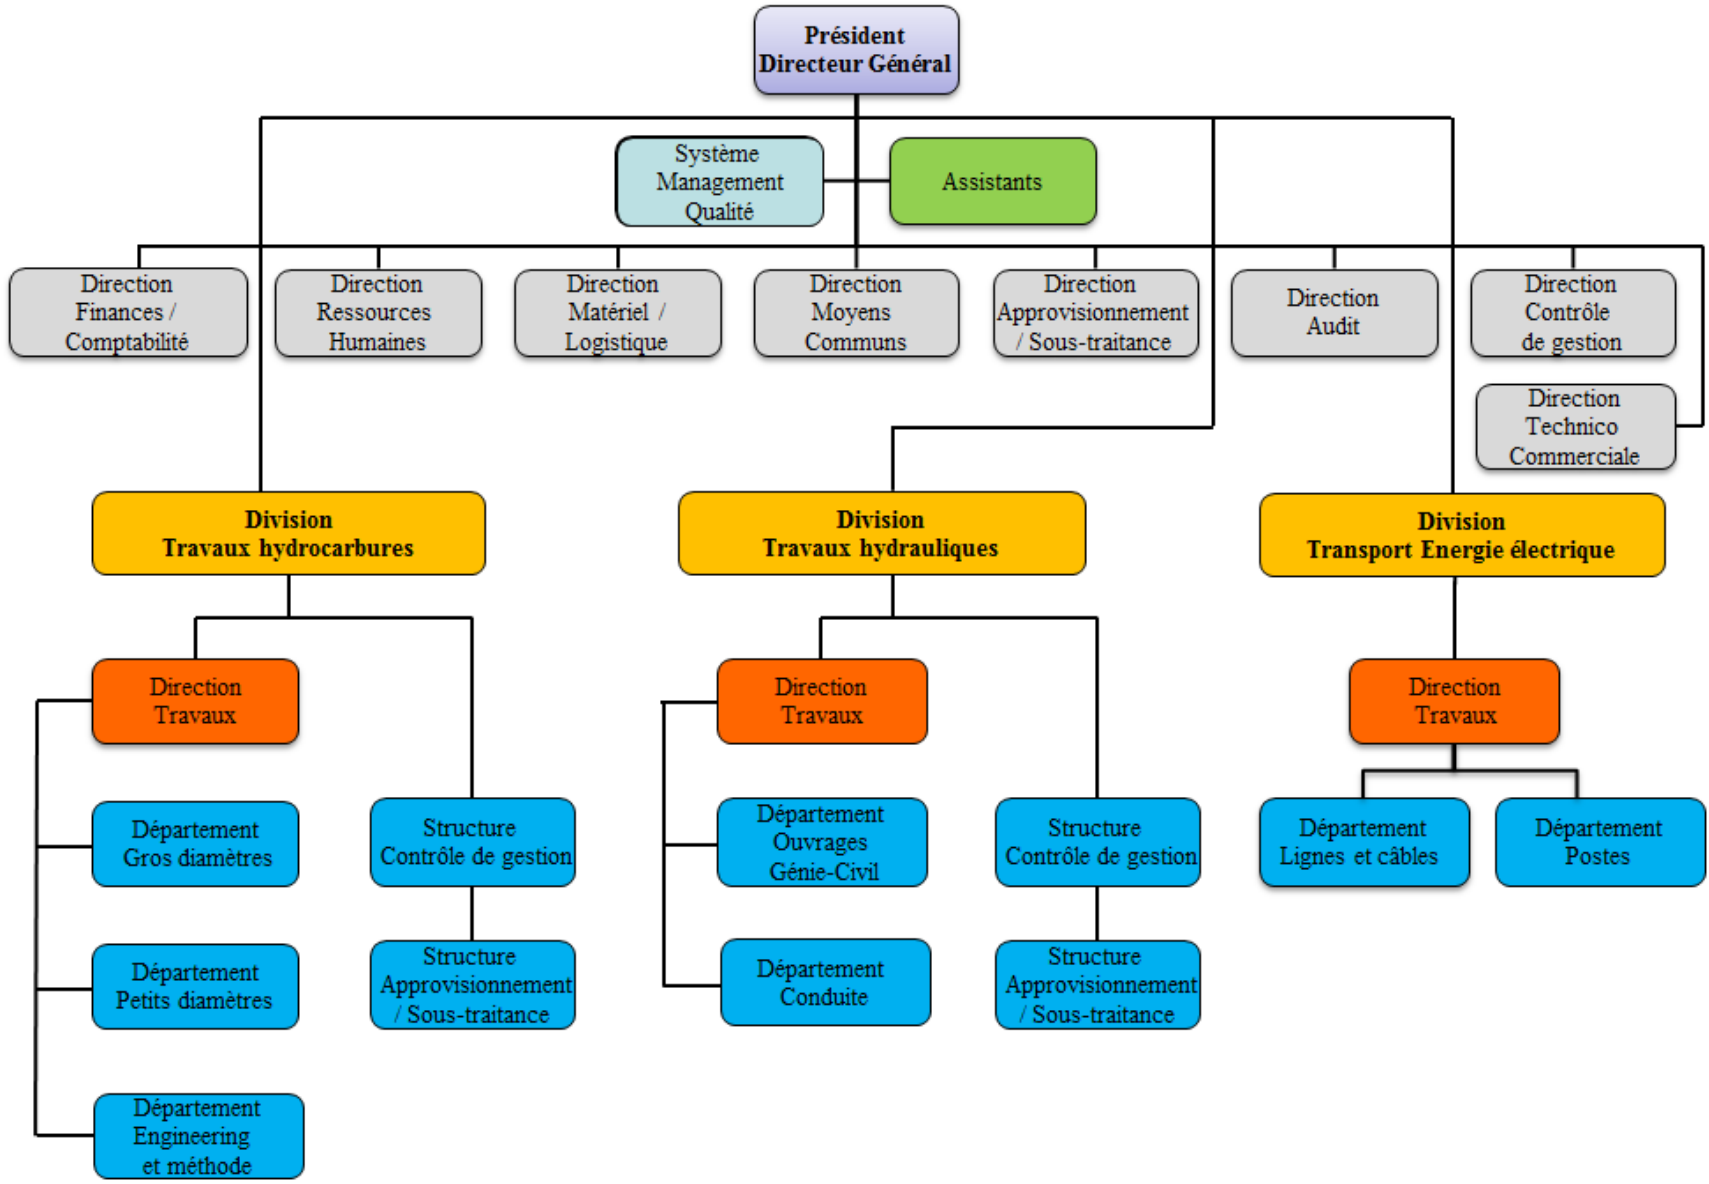 Président
Directeur Général
Système
Management
Qualité
Assistants
Direction
Finances /
Comptabilité
Direction
Ressources
Humaines
Direction
Matériel /
Logistique
Direction
Moyens
Communs
Direction
Approvisionnement
/ Sous-traitance
Direction
Audit
Direction
Contrôle
de gestion
Direction
Technico
Commerciale
Division
Travaux hydrocarbures
Division
Travaux hydrauliques
Division
Transport Energie électrique
Direction
Travaux
Direction
Travaux
Direction
Travaux
Département
Gros diamètres
Structure
Contrôle de gestion
Département
Ouvrages
Génie-Civil
Structure
Contrôle de gestion
Département
Lignes et câbles
Département
Postes
Département
Petits diamètres
Structure
Approvisionnement
/ Sous-traitance
Département
Conduite
Structure
Approvisionnement
/ Sous-traitance
Département
Engineering
et méthode